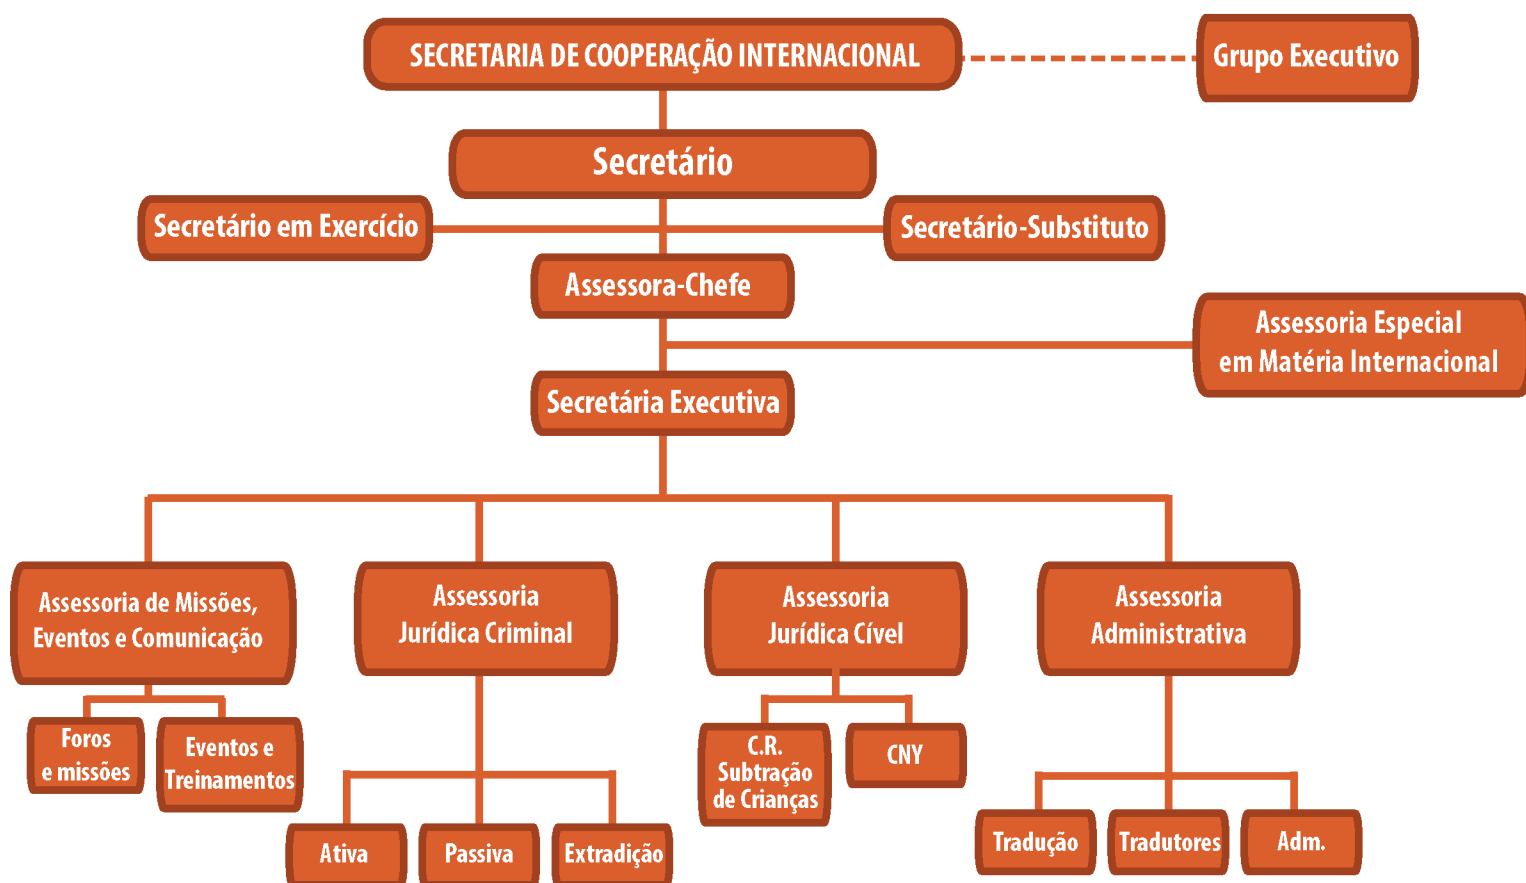 SECRETARIA DE COOPERAÇÃO INTERNACIONAL
Grupo Executivo
Secretário
Secretário em Exercício
Secretário-Substituto
Assessora-Chefe
Assessoria Especial
em Matéria Internacional
Secretária Executiva
Assessoria de Missões,
Eventos e Comunicação
Assessoria
Jurídica Criminal
Assessoria
Jurídica Cível
Assessoria
Administrativa
Foros
e missões
Eventos e
Treinamentos
Ativa
Passiva
Extradição
C.R.
Subtração
de Crianças
CNY
Tradução
Tradutores
Adm.